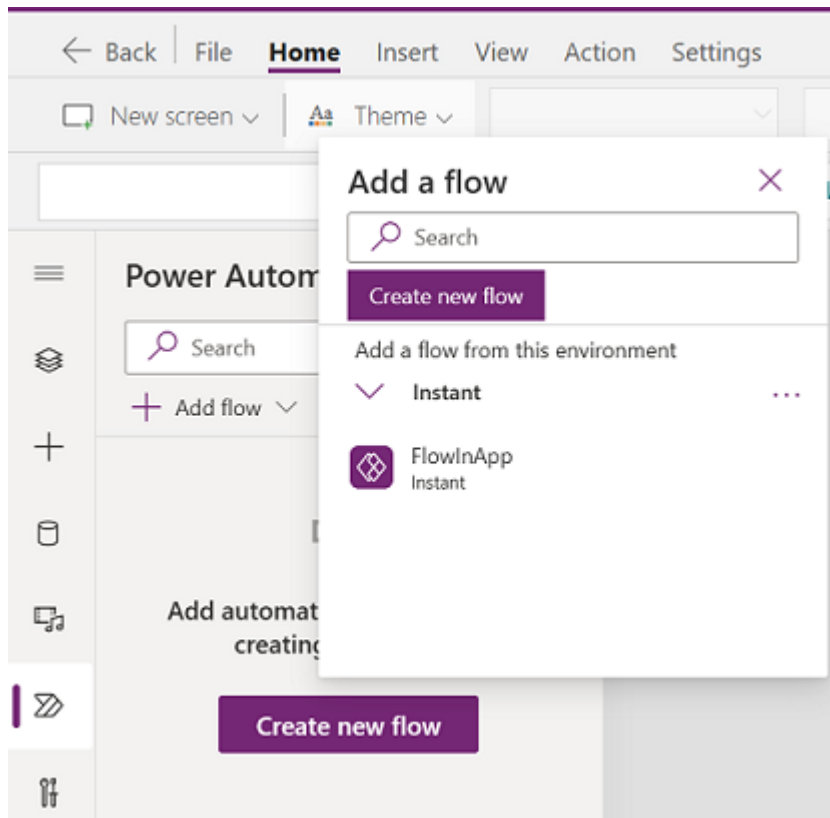 Back File Home Insert View Action Settings
New screen Aa Theme
Add a flow
Search
Create new flow
Add a flow from this environment
Instant
FlowInApp
Instant
Power Autom
Search
Add flow
Add automat
creating
Create new flow